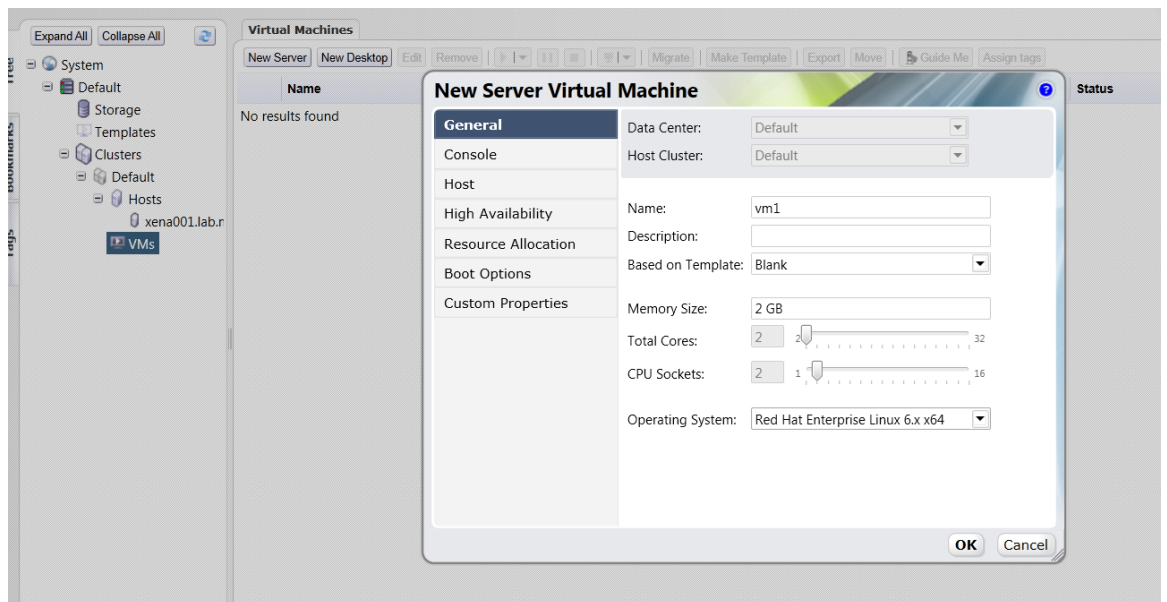 Expand All Collapse All
Tree
Bookmarks
Tags
System
Default
Storage
Templates
Clusters
Default
Hosts
xena001.lab.r
VMs
Virtual Machines
New Server New Desktop Edit Remove Migrate Make Template Export Move Guide Me Assign tags
Name Status
No results found
New Server Virtual Machine ?
General
Console
Host
High Availability
Resource Allocation
Boot Options
Custom Properties
Data Center: Default
Host Cluster: Default
Name: vm1
Description:
Based on Template: Blank
Memory Size: 2 GB
Total Cores: 2 2 32
CPU Sockets: 2 1 16
Operating System: Red Hat Enterprise Linux 6.x x64
OK Cancel